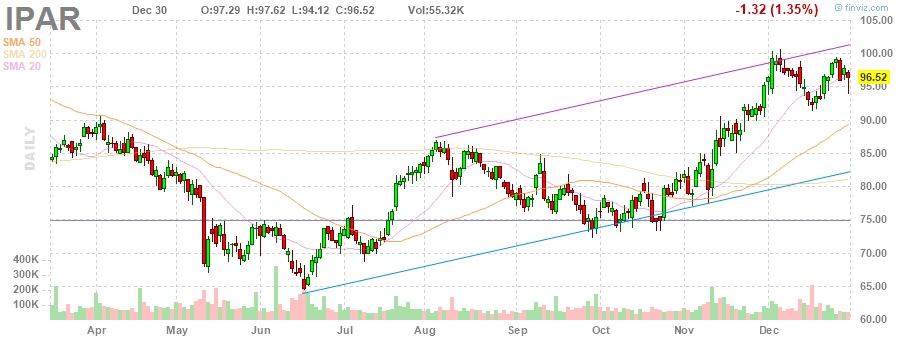 IPAR
Dec 30 O:97.29 H:97.62 L:94.12 C:96.52 Vol:55.32K -1.32 (1.35%) © finviz.com
SMA 50
SMA 200
SMA 20
DAILY
105.00
100.00
96.52
95.00
90.00
85.00
80.00
75.00
70.00
65.00
60.00
400K
300K
200K
100K
Apr May Jun Jul Aug Sep Oct Nov Dec